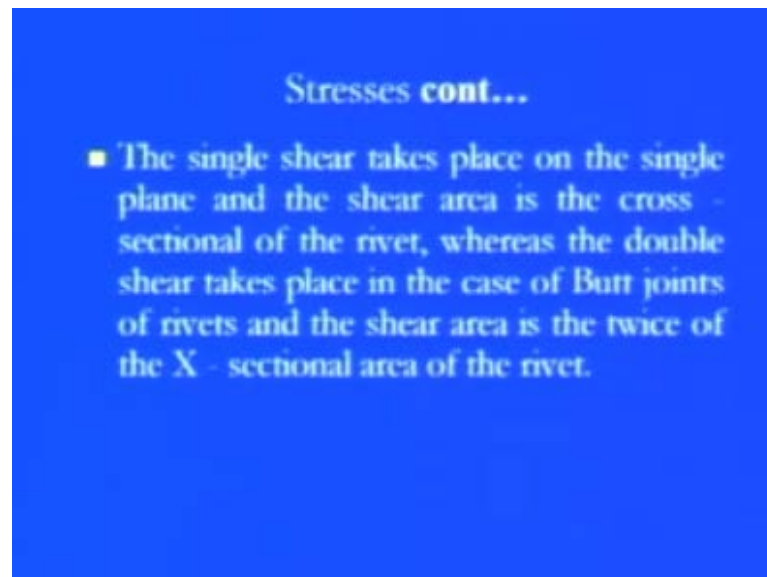 Stresses cont...
The single shear takes place on the single
plane and the shear area is the cross -
sectional of the rivet, whereas the double
shear takes place in the case of Butt joints
of rivets and the shear area is the twice of
the X - sectional area of the rivet.